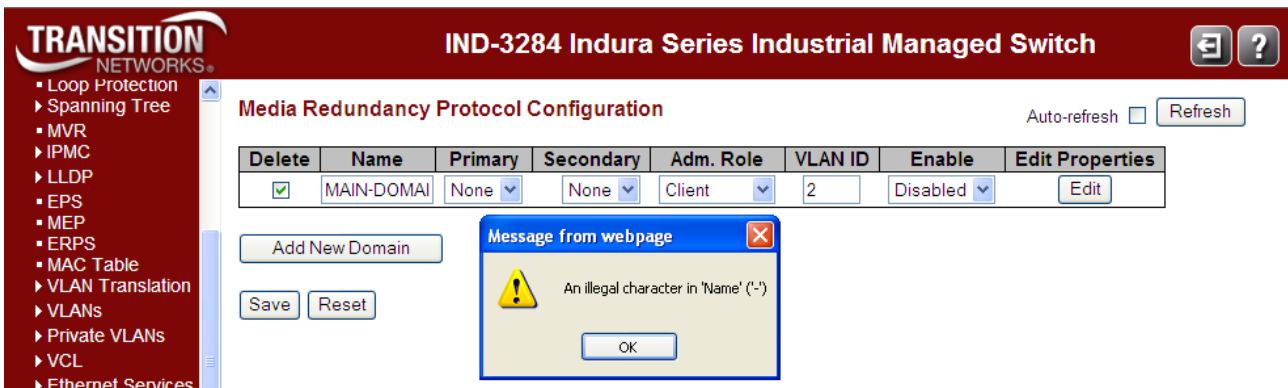 TRANSITION
NETWORKS®
IND-3284 Indura Series Industrial Managed Switch
?
Loop Protection
Spanning Tree
MVR
IPMC
LLDP
EPS
MEP
ERPS
MAC Table
VLAN Translation
VLANs
Private VLANs
VCL
Ethernet Services
Media Redundancy Protocol Configuration
Auto-refresh
Refresh
Delete Name Primary Secondary Adm. Role VLAN ID Enable Edit Properties
MAIN-DOMAI None None Client 2 Disabled Edit
Add New Domain
Save Reset
Message from webpage
An illegal character in 'Name' ('-')
OK